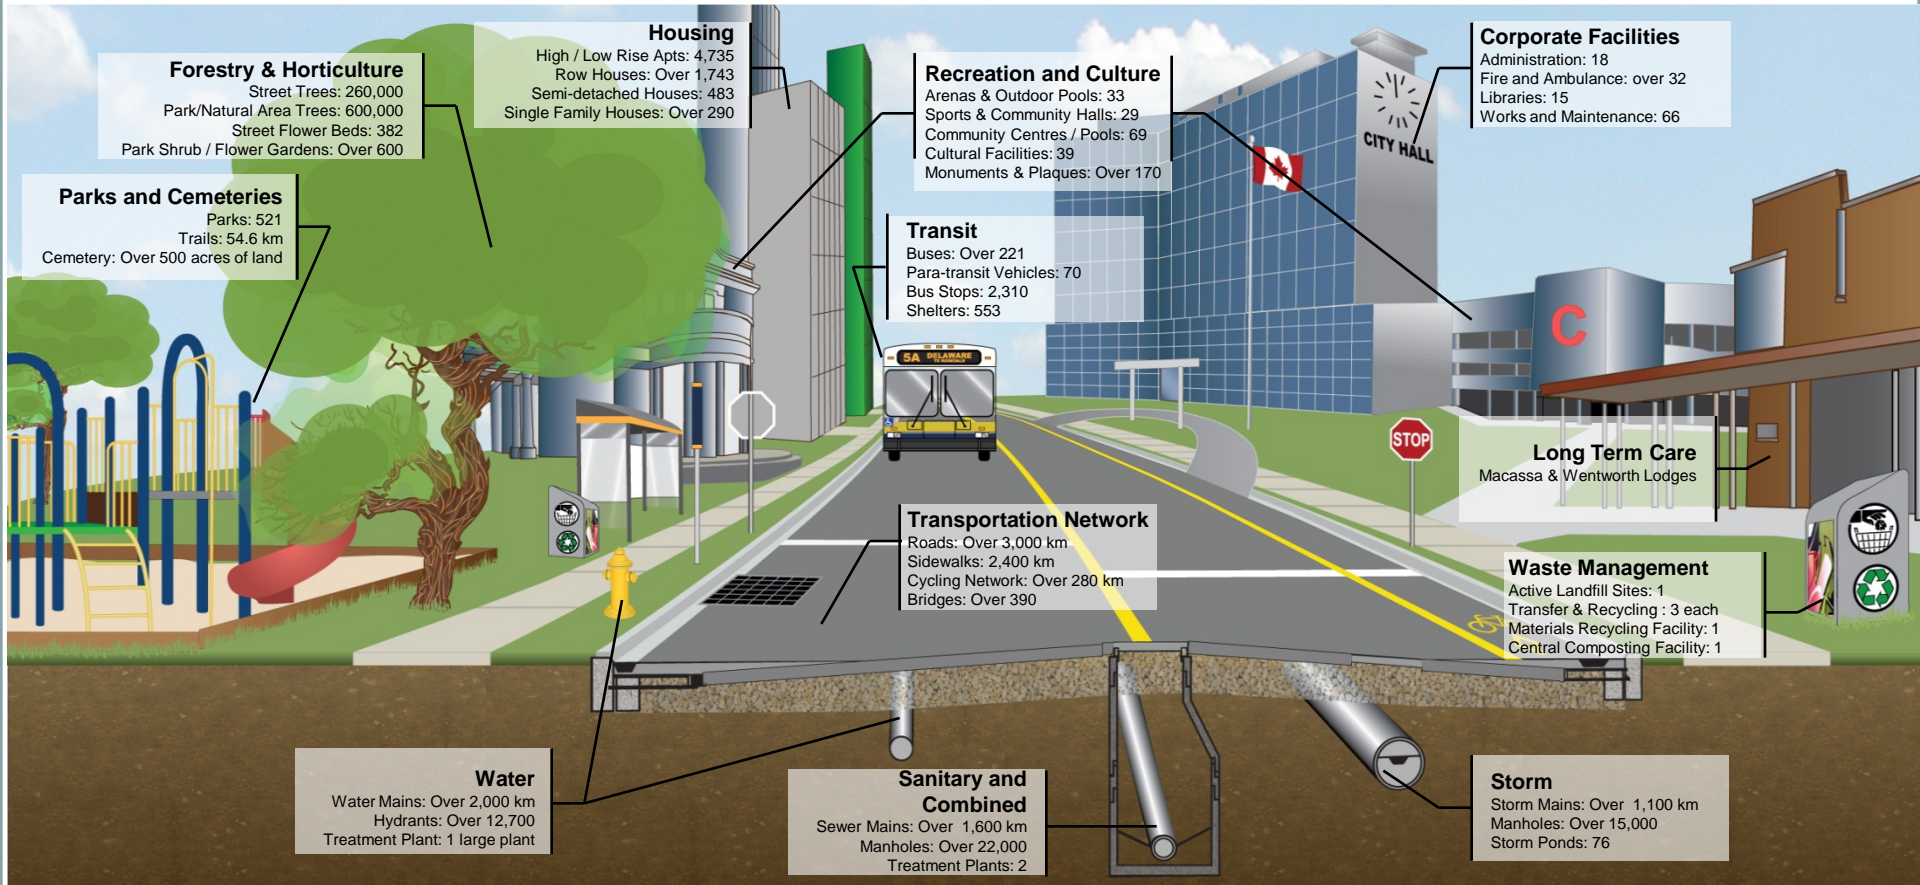 Forestry & Horticulture
Street Trees: 260,000
Park/Natural Area Trees: 600,000
Street Flower Beds: 382
Park Shrub / Flower Gardens: Over 600
Housing
High / Low Rise Apts: 4,735
Row Houses: Over 1,743
Semi-detached Houses: 483
Single Family Houses: Over 290
Recreation and Culture
Arenas & Outdoor Pools: 33
Sports & Community Halls: 29
Community Centres / Pools: 69
Cultural Facilities: 39
Monuments & Plaques: Over 170
Corporate Facilities
Administration: 18
Fire and Ambulance: over 32
Libraries: 15
Works and Maintenance: 66
CITY HALL
Parks and Cemeteries
Parks: 521
Trails: 54.6 km
Cemetery: Over 500 acres of land
Transit
Buses: Over 221
Para-transit Vehicles: 70
Bus Stops: 2,310
Shelters: 553
C
5A DELAWARE
STOP
Long Term Care
Macassa & Wentworth Lodges
Transportation Network
Roads: Over 3,000 km
Sidewalks: 2,400 km
Cycling Network: Over 280 km
Bridges: Over 390
Waste Management
Active Landfill Sites: 1
Transfer & Recycling : 3 each
Materials Recycling Facility: 1
Central Composting Facility: 1
Water
Water Mains: Over 2,000 km
Hydrants: Over 12,700
Treatment Plant: 1 large plant
Sanitary and
Combined
Sewer Mains: Over  1,600 km
Manholes: Over 22,000
Treatment Plants: 2
Storm
Storm Mains: Over  1,100 km
Manholes: Over 15,000
Storm Ponds: 76